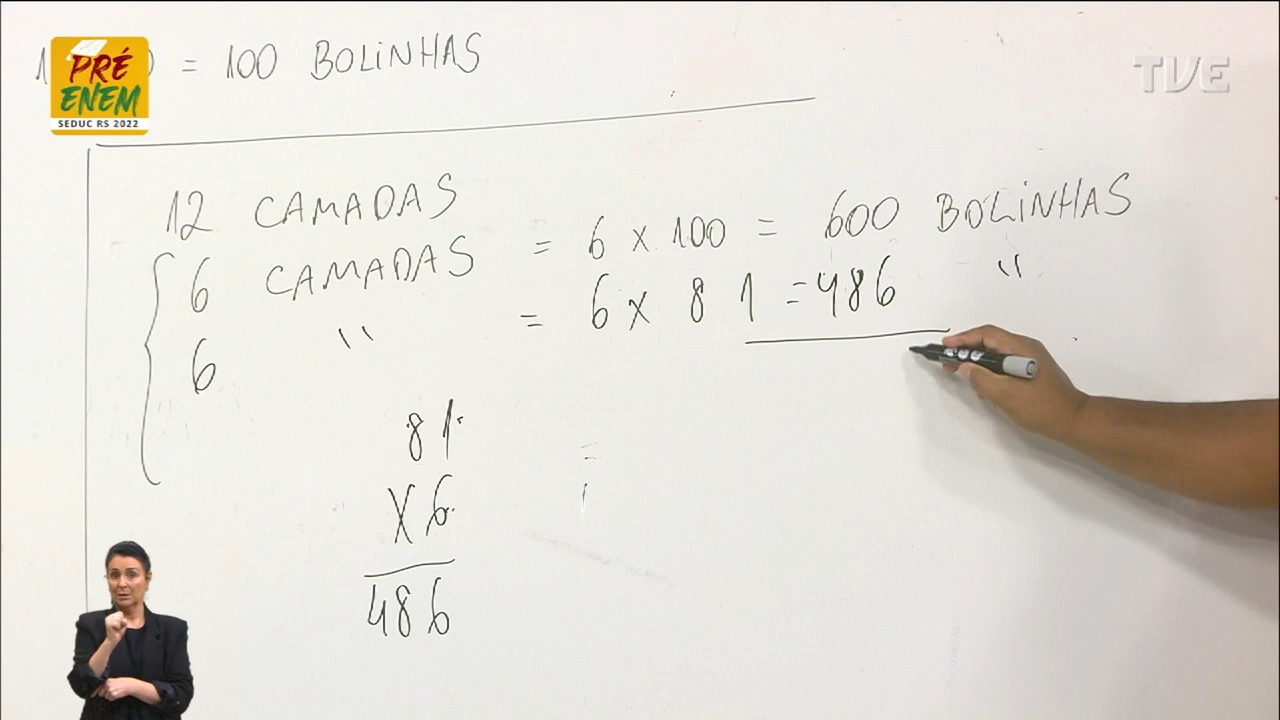 PRÉ
ENEM
SEDUC RS 2022
TVE
= 100 BOLINHAS
12 CAMADAS
6 CAMADAS = 6 x 100 = 600 BOLINHAS
6 " = 6 x 81 = 486 "
81
x 6
486